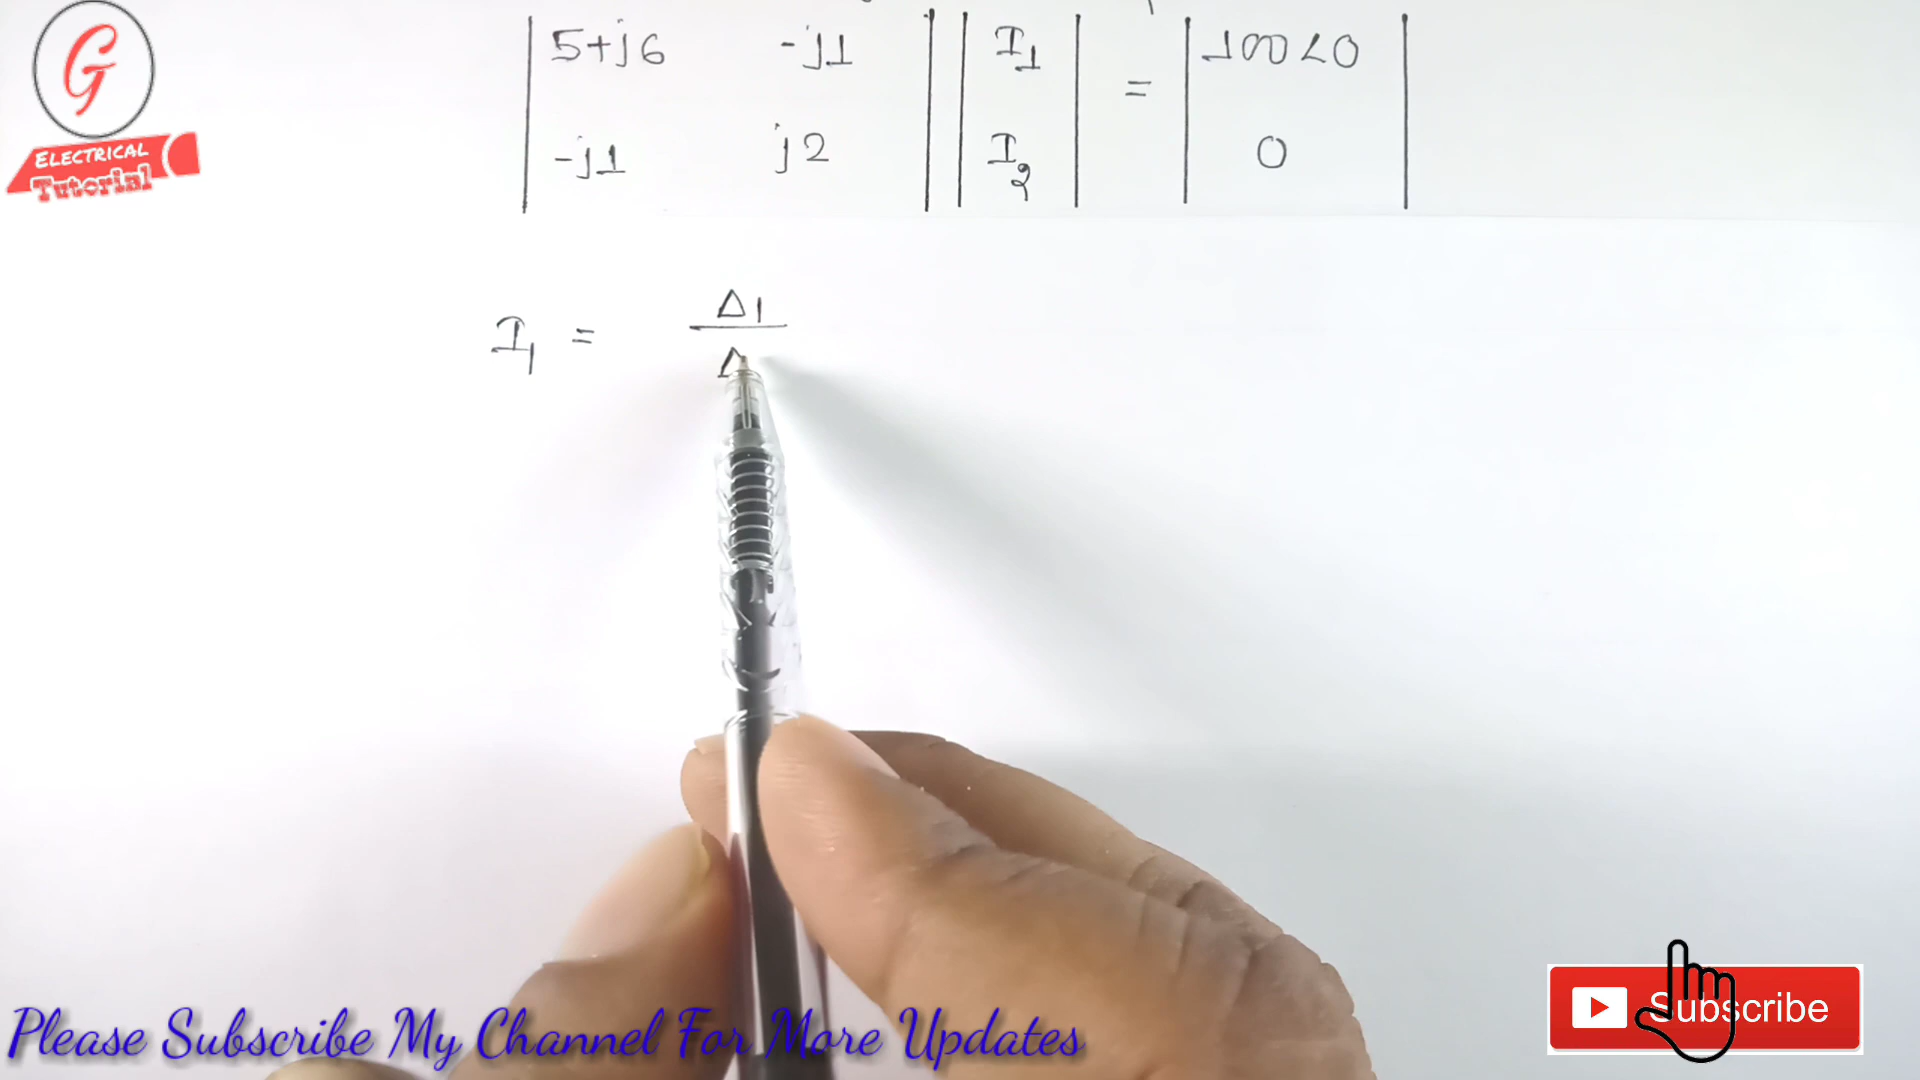 G
ELECTRICAL
Tutorial
5+j6 -j1 I1 = 100∠0
-j1 j2 I2 0
I1 = Δ1
Δ
Subscribe
Please Subscribe My Channel For More Updates